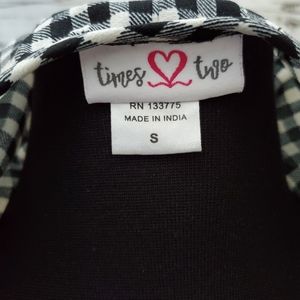 times two
RN 133775
MADE IN INDIA
S